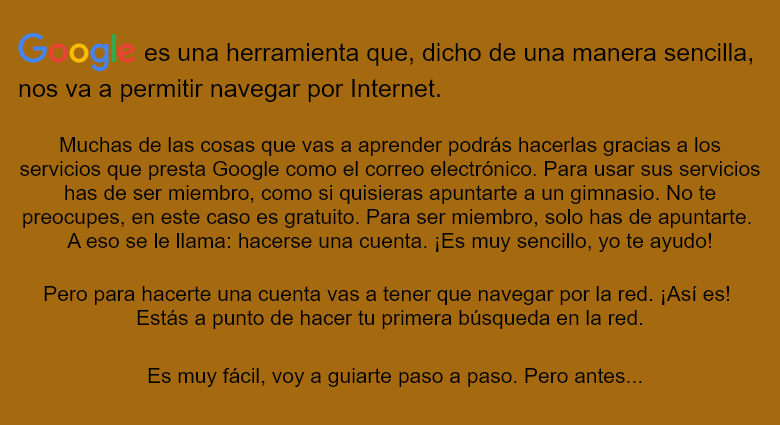 Google es una herramienta que, dicho de una manera sencilla,
nos va a permitir navegar por Internet.
Muchas de las cosas que vas a aprender podrás hacerlas gracias a los
servicios que presta Google como el correo electrónico. Para usar sus servicios
has de ser miembro, como si quisieras apuntarte a un gimnasio. No te
preocupes, en este caso es gratuito. Para ser miembro, solo has de apuntarte.
A eso se le llama: hacerse una cuenta. ¡Es muy sencillo, yo te ayudo!
Pero para hacerte una cuenta vas a tener que navegar por la red. ¡Así es!
Estás a punto de hacer tu primera búsqueda en la red.
Es muy fácil, voy a guiarte paso a paso. Pero antes...